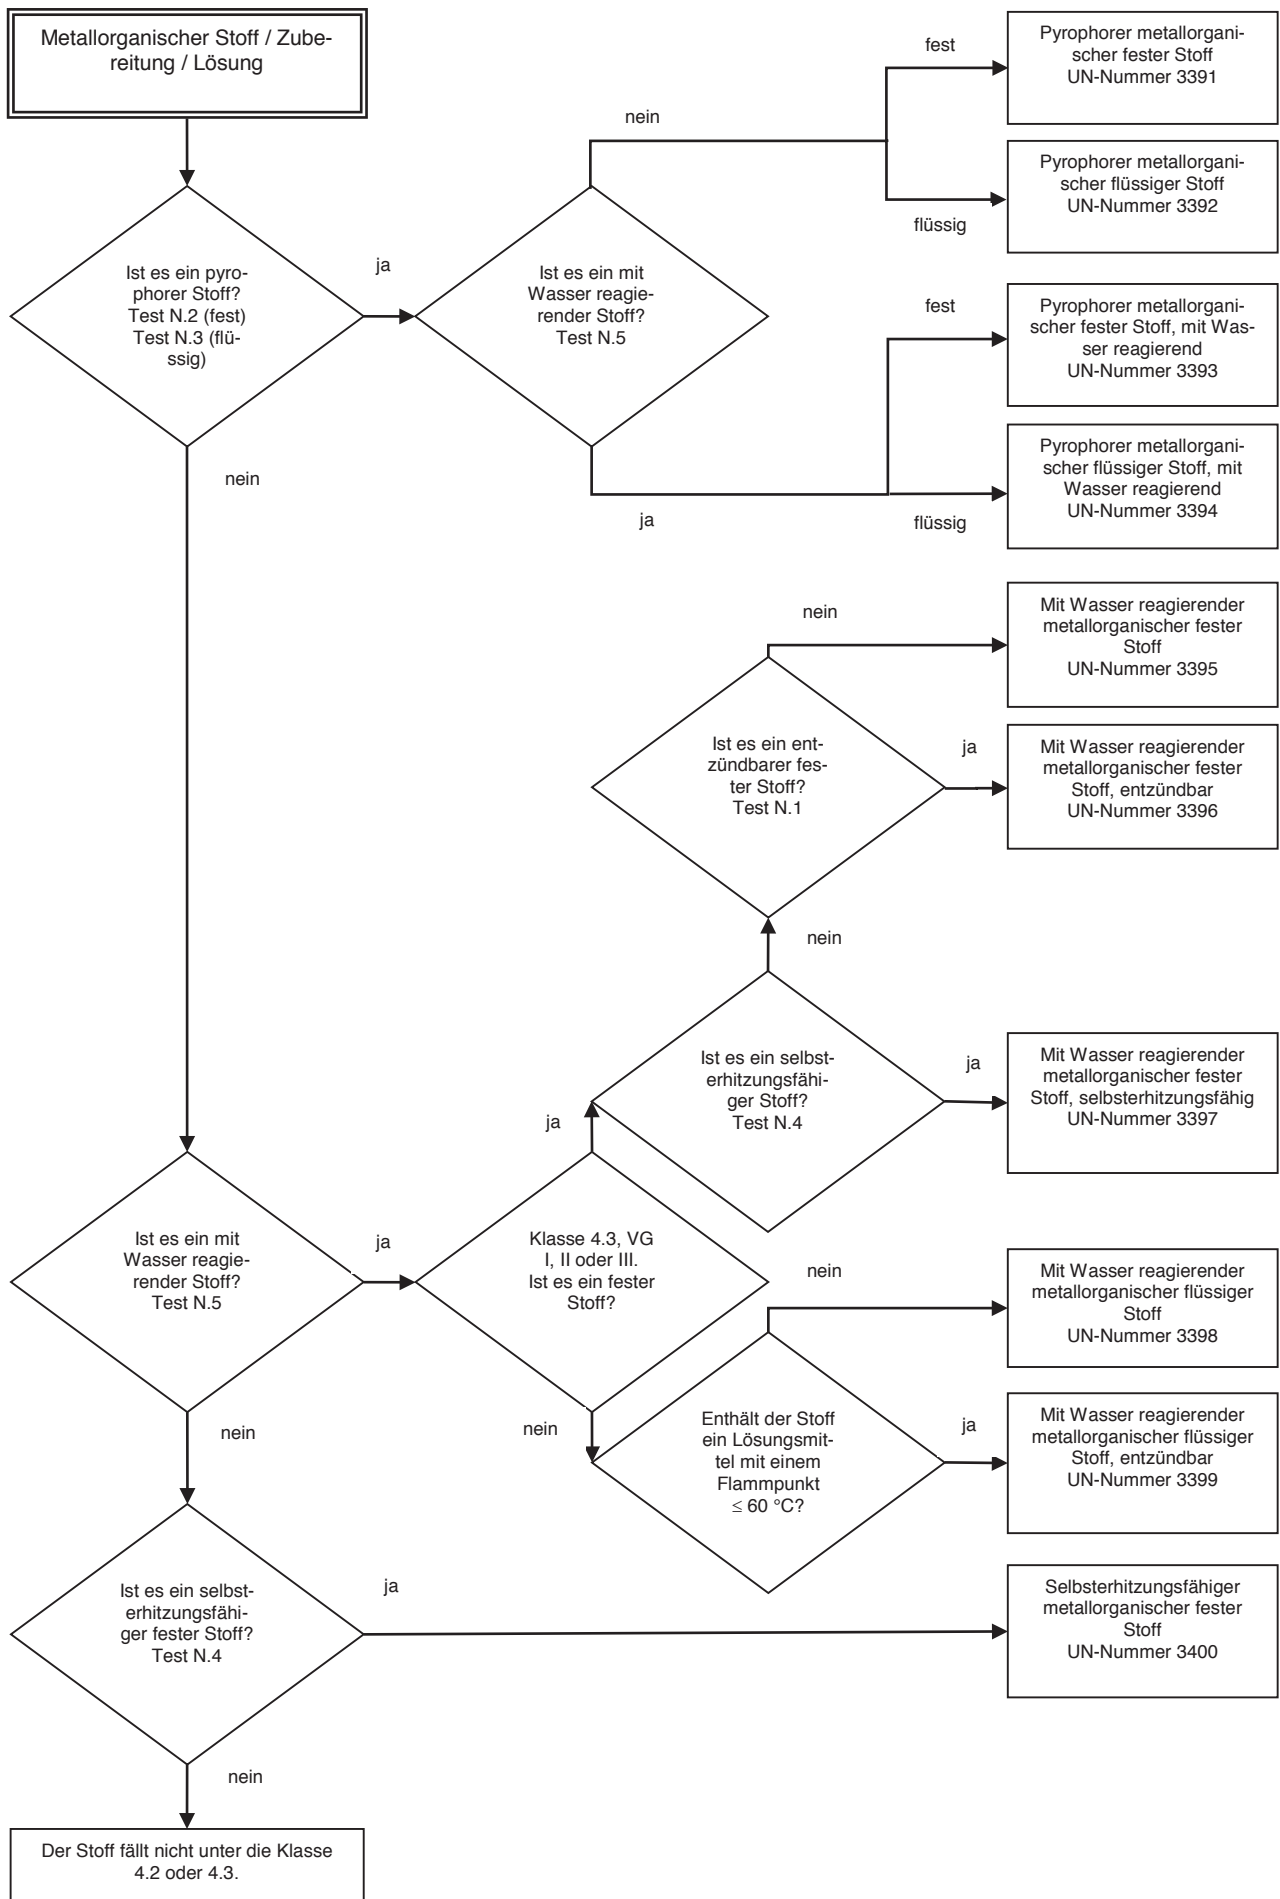 Metallorganischer Stoff / Zube-
reitung / Lösung
fest
Pyrophorer metallorgani-
scher fester Stoff
UN-Nummer 3391
nein
Pyrophorer metallorgani-
scher flüssiger Stoff
UN-Nummer 3392
flüssig
Ist es ein pyro-
phorer Stoff?
Test N.2 (fest)
Test N.3 (flü-
ssig)
ja
Ist es ein mit
Wasser reagie-
render Stoff?
Test N.5
fest
Pyrophorer metallorgani-
scher fester Stoff, mit Was-
ser reagierend
UN-Nummer 3393
nein
ja
flüssig
Pyrophorer metallorgani-
scher flüssiger Stoff, mit
Wasser reagierend
UN-Nummer 3394
nein
Mit Wasser reagierender
metallorganischer fester
Stoff
UN-Nummer 3395
Ist es ein ent-
zündbarer fes-
ter Stoff?
Test N.1
ja
Mit Wasser reagierender
metallorganischer fester
Stoff, entzündbar
UN-Nummer 3396
nein
Ist es ein selbst-
erhitzungsfähi-
ger Stoff?
Test N.4
ja
Mit Wasser reagierender
metallorganischer fester
Stoff, selbsterhitzungsfähig
UN-Nummer 3397
ja
Ist es ein mit
Wasser reagie-
render Stoff?
Test N.5
ja
Klasse 4.3, VG
I, II oder III.
Ist es ein fester
Stoff?
nein
Mit Wasser reagierender
metallorganischer flüssiger
Stoff
UN-Nummer 3398
nein
nein
Enthält der Stoff
ein Lösungsmit-
tel mit einem
Flammpunkt
≤ 60 °C?
ja
Mit Wasser reagierender
metallorganischer flüssiger
Stoff, entzündbar
UN-Nummer 3399
Ist es ein selbst-
erhitzungsfähi-
ger fester Stoff?
Test N.4
ja
Selbsterhitzungsfähiger
metallorganischer fester
Stoff
UN-Nummer 3400
nein
Der Stoff fällt nicht unter die Klasse
4.2 oder 4.3.